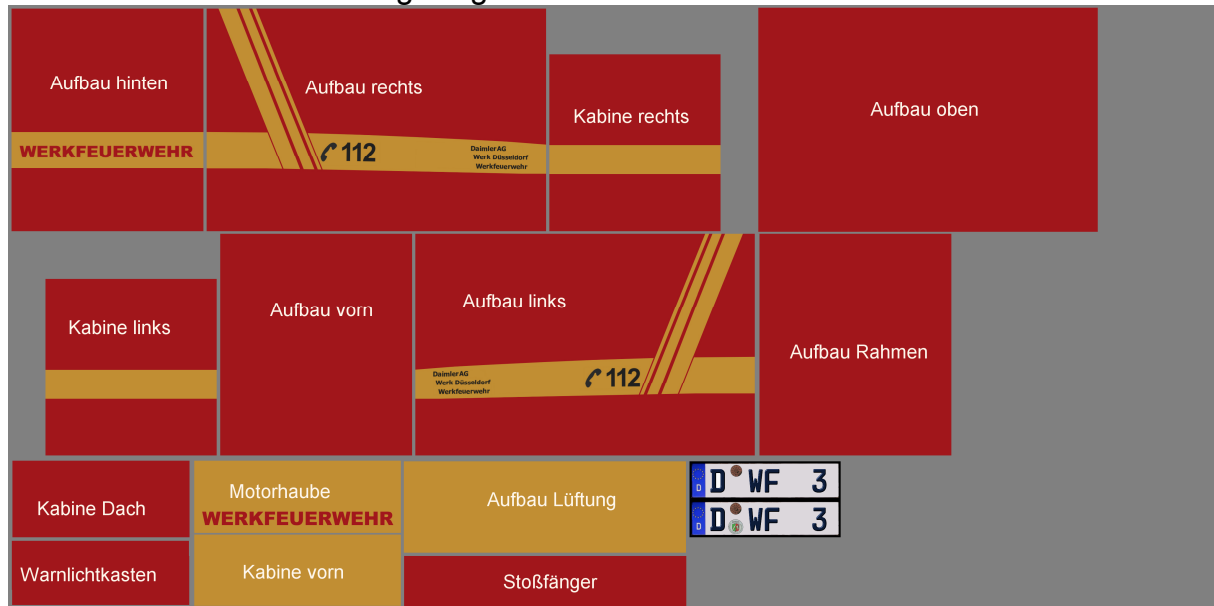 Aufbau hinten
WERKFEUERWEHR
Aufbau rechts
112
Daimler AG
Werk Düsseldorf
Werkfeuerwehr
Kabine rechts
Aufbau oben
Kabine links
Aufbau vorn
Aufbau links
Daimler AG
Werk Düsseldorf
Werkfeuerwehr
112
Aufbau Rahmen
Kabine Dach
Motorhaube
WERKFEUERWEHR
Aufbau Lüftung
D WF 3
D WF 3
Warnlichtkasten
Kabine vorn
Stoßfänger